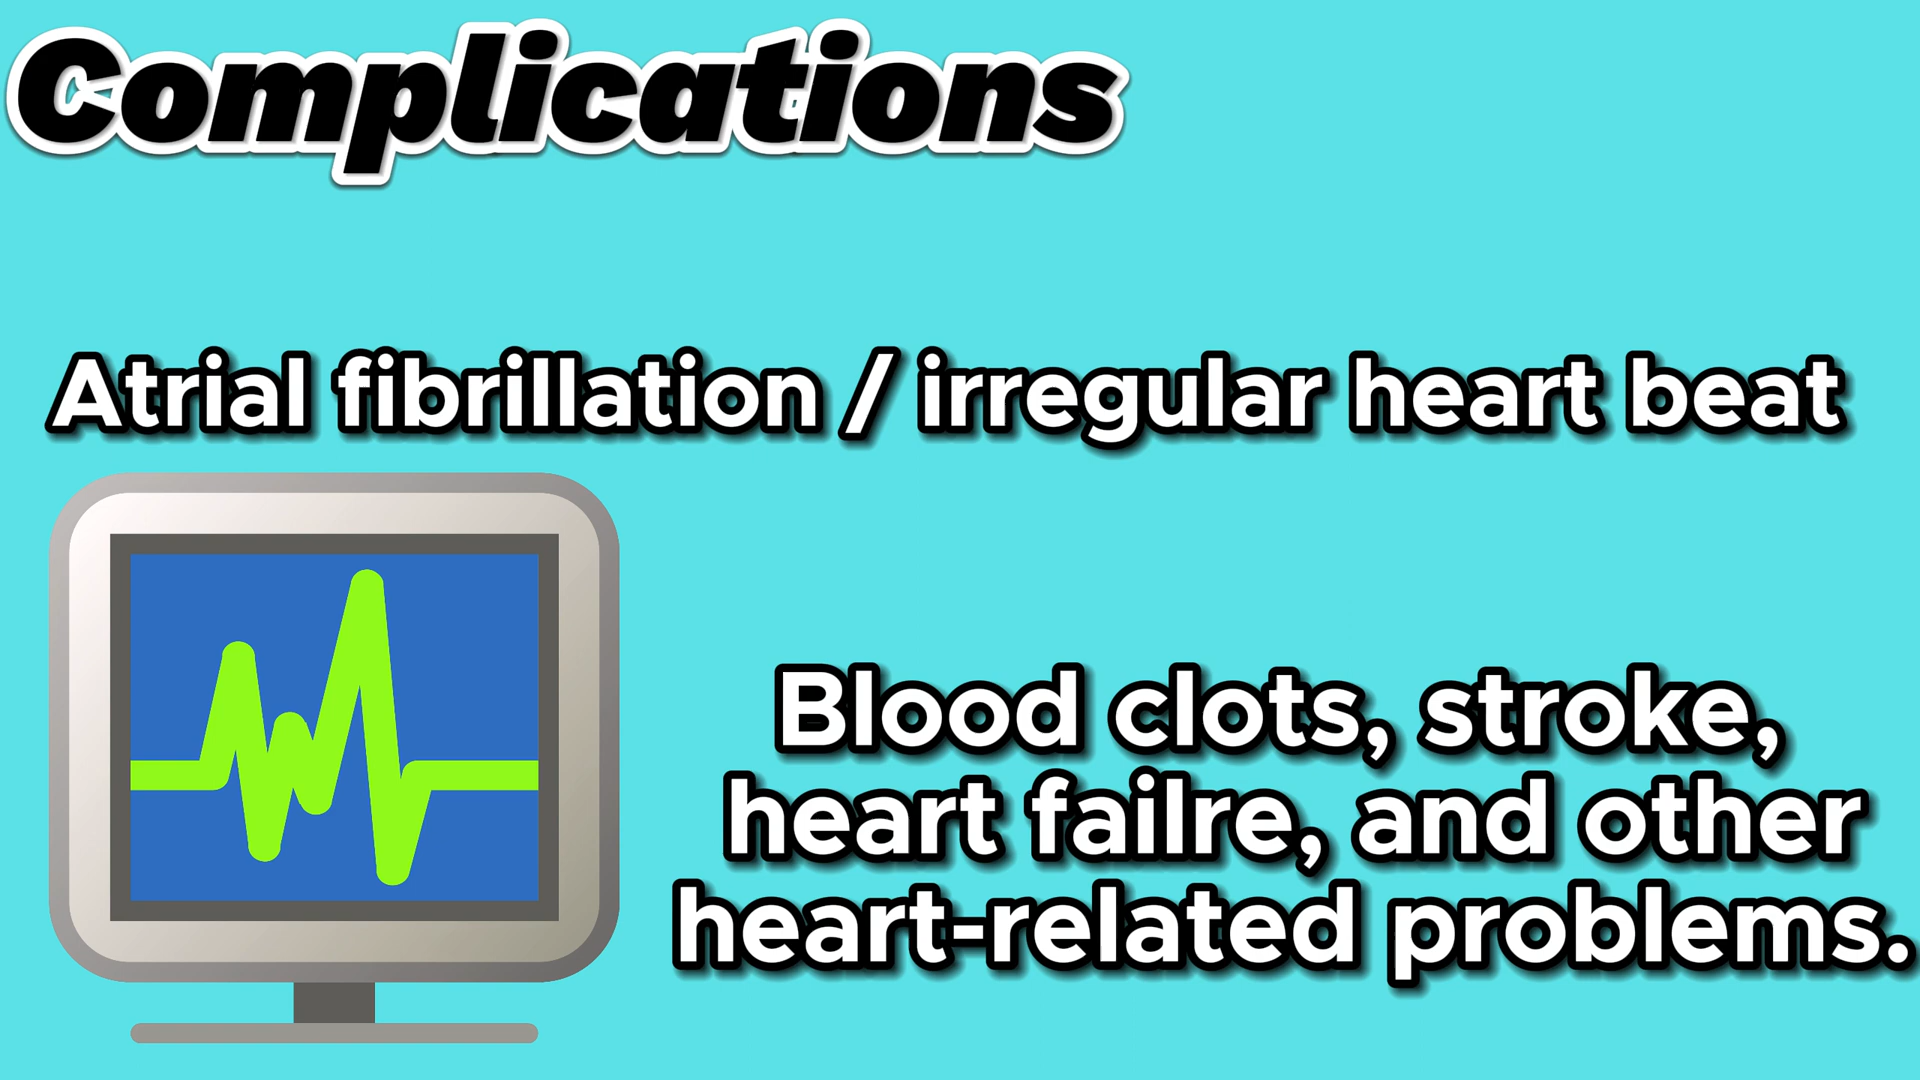 Complications
Atrial fibrillation / irregular heart beat
Blood clots, stroke,
heart failre, and other
heart-related problems.